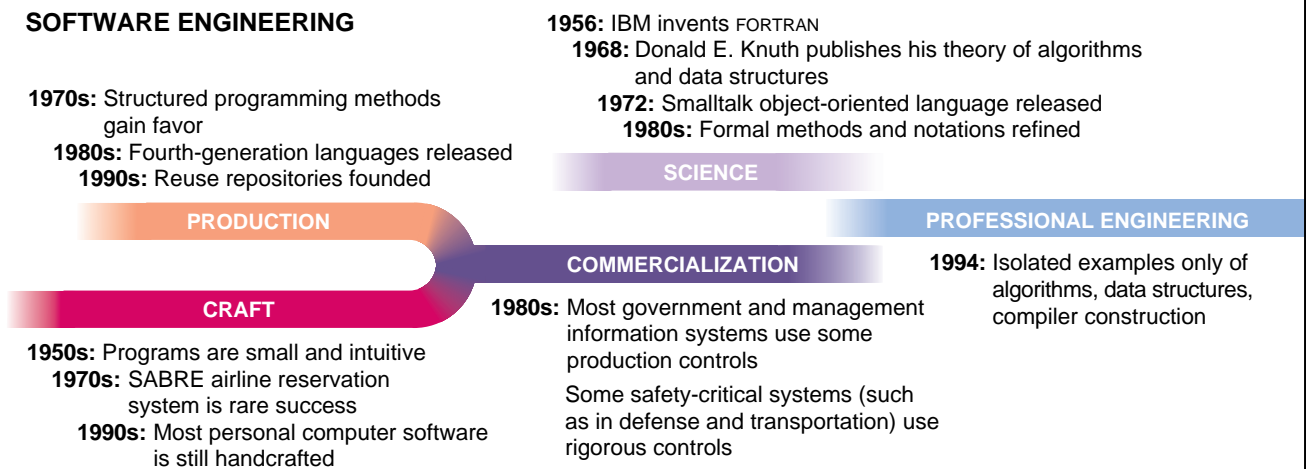 SOFTWARE ENGINEERING
1970s: Structured programming methods
gain favor
1980s: Fourth-generation languages released
1990s: Reuse repositories founded
PRODUCTION
CRAFT
1950s: Programs are small and intuitive
1970s: SABRE airline reservation
system is rare success
1990s: Most personal computer software
is still handcrafted
1956: IBM invents FORTRAN
1968: Donald E. Knuth publishes his theory of algorithms
and data structures
1972: Smalltalk object-oriented language released
1980s: Formal methods and notations refined
SCIENCE
COMMERCIALIZATION
1980s: Most government and management
information systems use some
production controls
Some safety-critical systems (such
as in defense and transportation) use
rigorous controls
PROFESSIONAL ENGINEERING
1994: Isolated examples only of
algorithms, data structures,
compiler construction